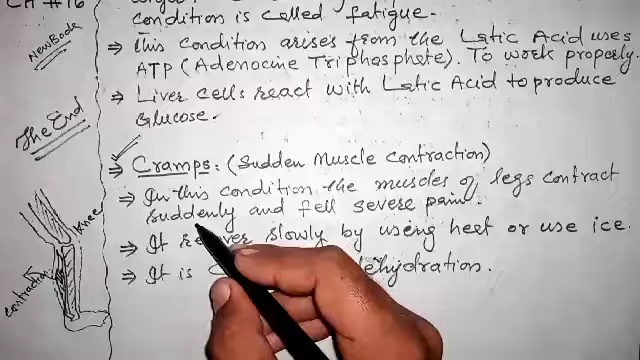 CH #16
condition is called fatigue.
New Book
⇒ This condition arises from the Latic Acid uses
ATP (Adenocine Triphosphate). To work properly.
⇒ Liver cells react with Latic Acid to produce
Glucose.
The End
⇒ Cramps: (Sudden Muscle Contraction)
⇒ In this condition the muscles of legs contract
suddenly and fell severe pain.
Knee
⇒ It slowly by using heet or use ice.
⇒ It is dehydration.
Contraction